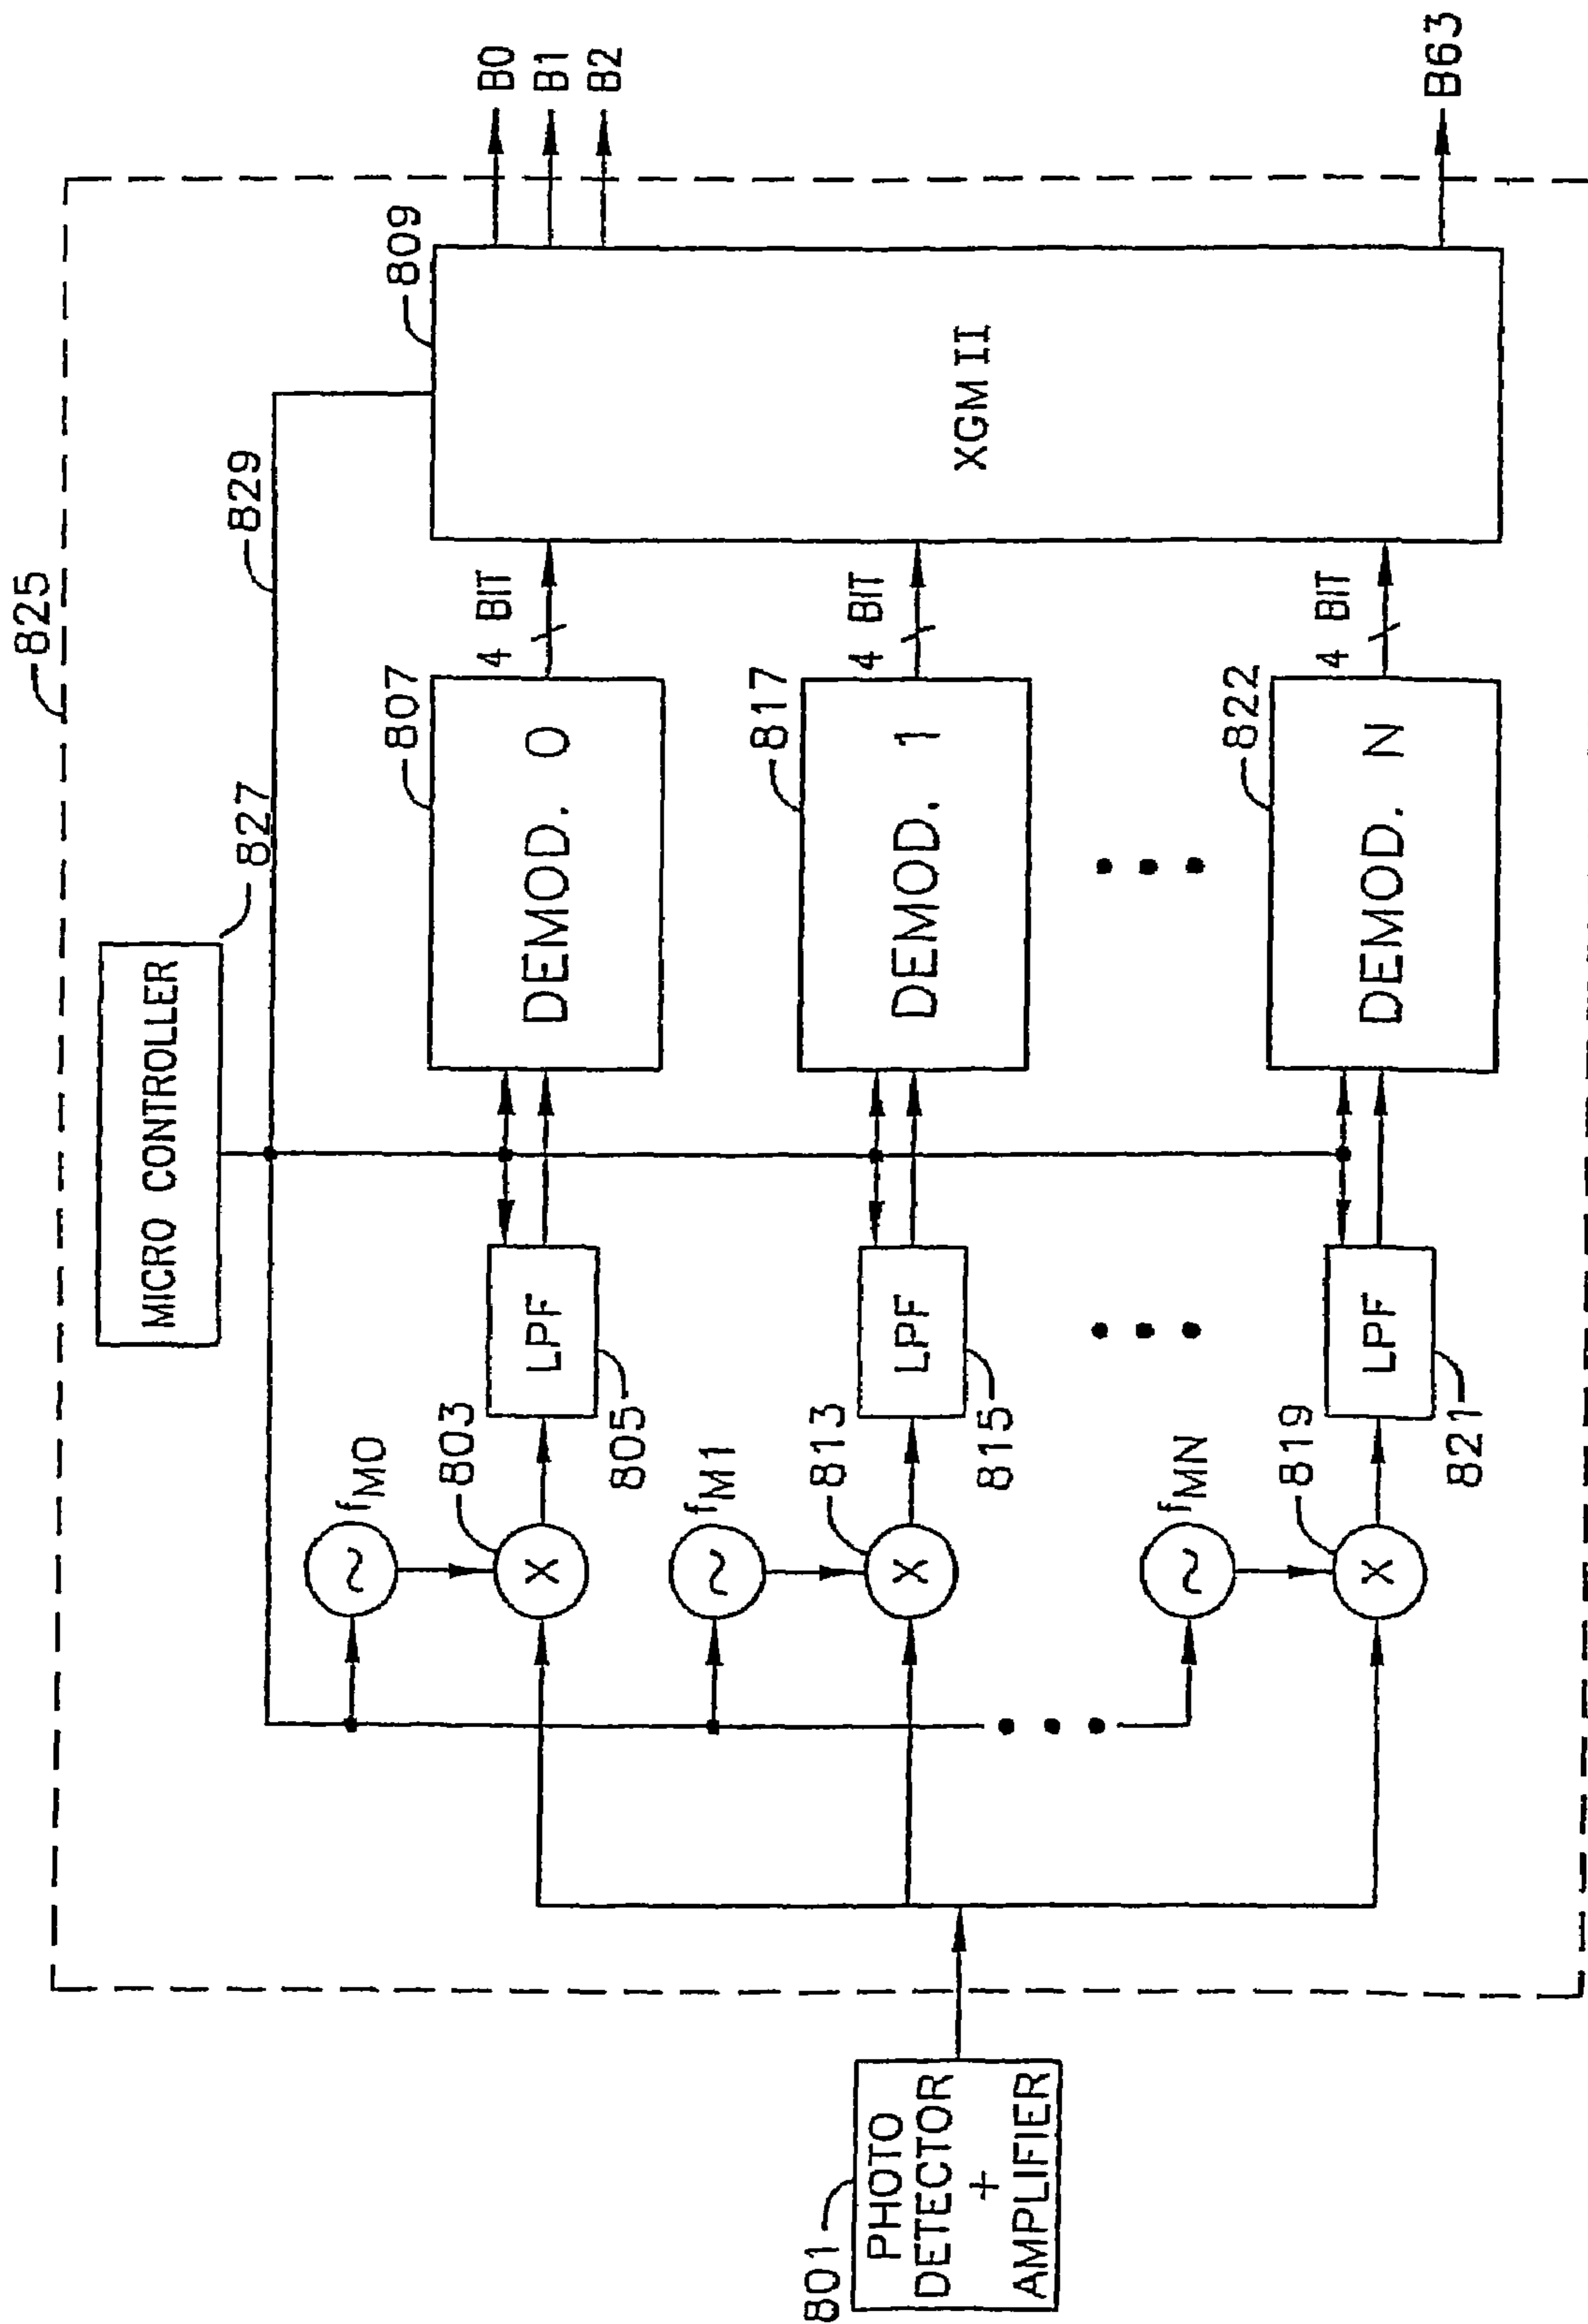 825
MICRO CONTROLLER
827
829
809
B0
B1
B2
f_M0
803
LPF
805
807
DEMOD. 0
4 BIT
XGM II
f_M1
813
LPF
815
817
DEMOD. 1
4 BIT
801
PHOTO
DETECTOR
+
AMPLIFIER
f_MN
819
LPF
821
822
DEMOD. N
4 BIT
B63